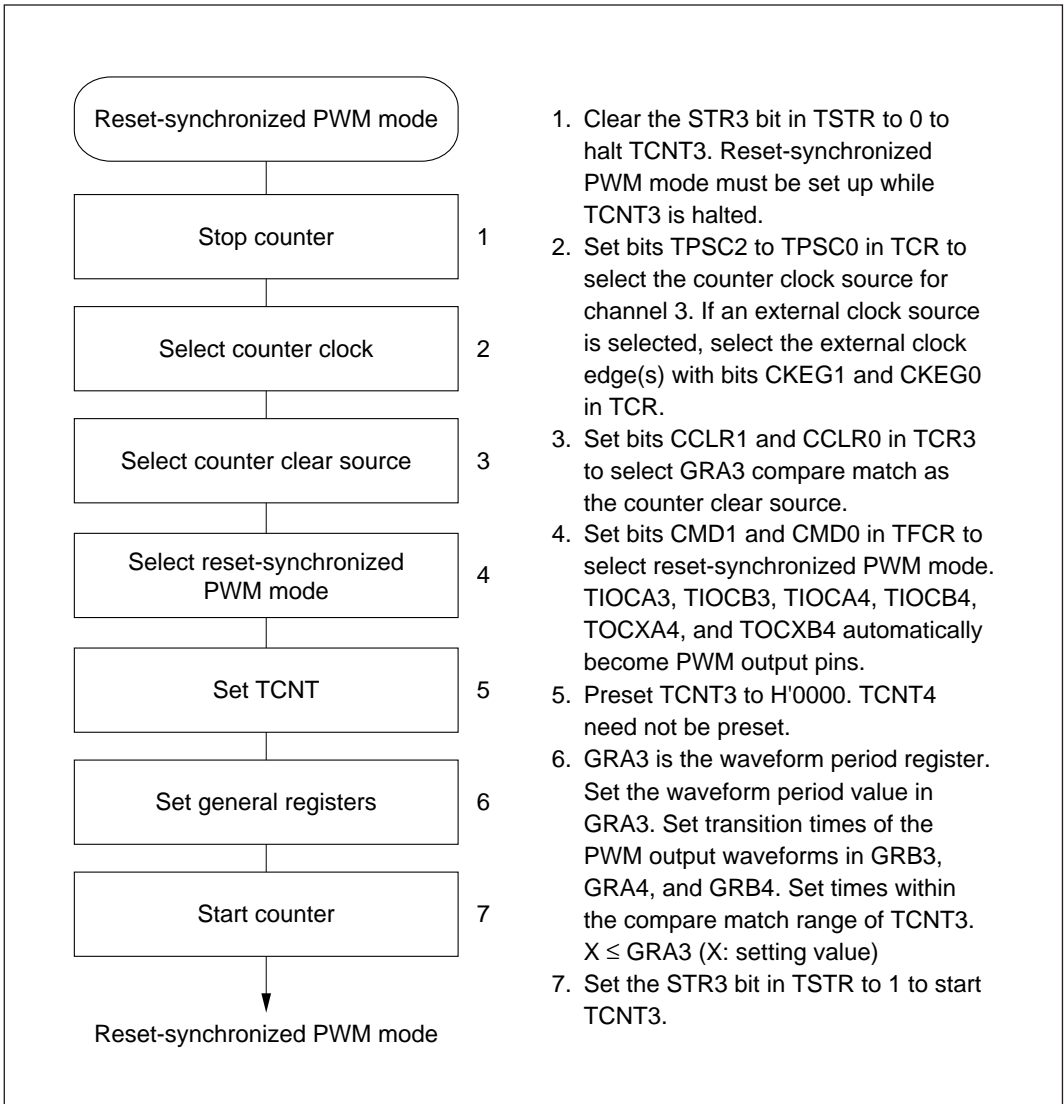 Reset-synchronized PWM mode
Stop counter 1
Select counter clock 2
Select counter clear source 3
Select reset-synchronized
PWM mode 4
Set TCNT 5
Set general registers 6
Start counter 7
Reset-synchronized PWM mode
1. Clear the STR3 bit in TSTR to 0 to
halt TCNT3. Reset-synchronized
PWM mode must be set up while
TCNT3 is halted.
2. Set bits TPSC2 to TPSC0 in TCR to
select the counter clock source for
channel 3. If an external clock source
is selected, select the external clock
edge(s) with bits CKEG1 and CKEG0
in TCR.
3. Set bits CCLR1 and CCLR0 in TCR3
to select GRA3 compare match as
the counter clear source.
4. Set bits CMD1 and CMD0 in TFCR to
select reset-synchronized PWM mode.
TIOCA3, TIOCB3, TIOCA4, TIOCB4,
TOCXA4, and TOCXB4 automatically
become PWM output pins.
5. Preset TCNT3 to H'0000. TCNT4
need not be preset.
6. GRA3 is the waveform period register.
Set the waveform period value in
GRA3. Set transition times of the
PWM output waveforms in GRB3,
GRA4, and GRB4. Set times within
the compare match range of TCNT3.
X ≤ GRA3 (X: setting value)
7. Set the STR3 bit in TSTR to 1 to start
TCNT3.